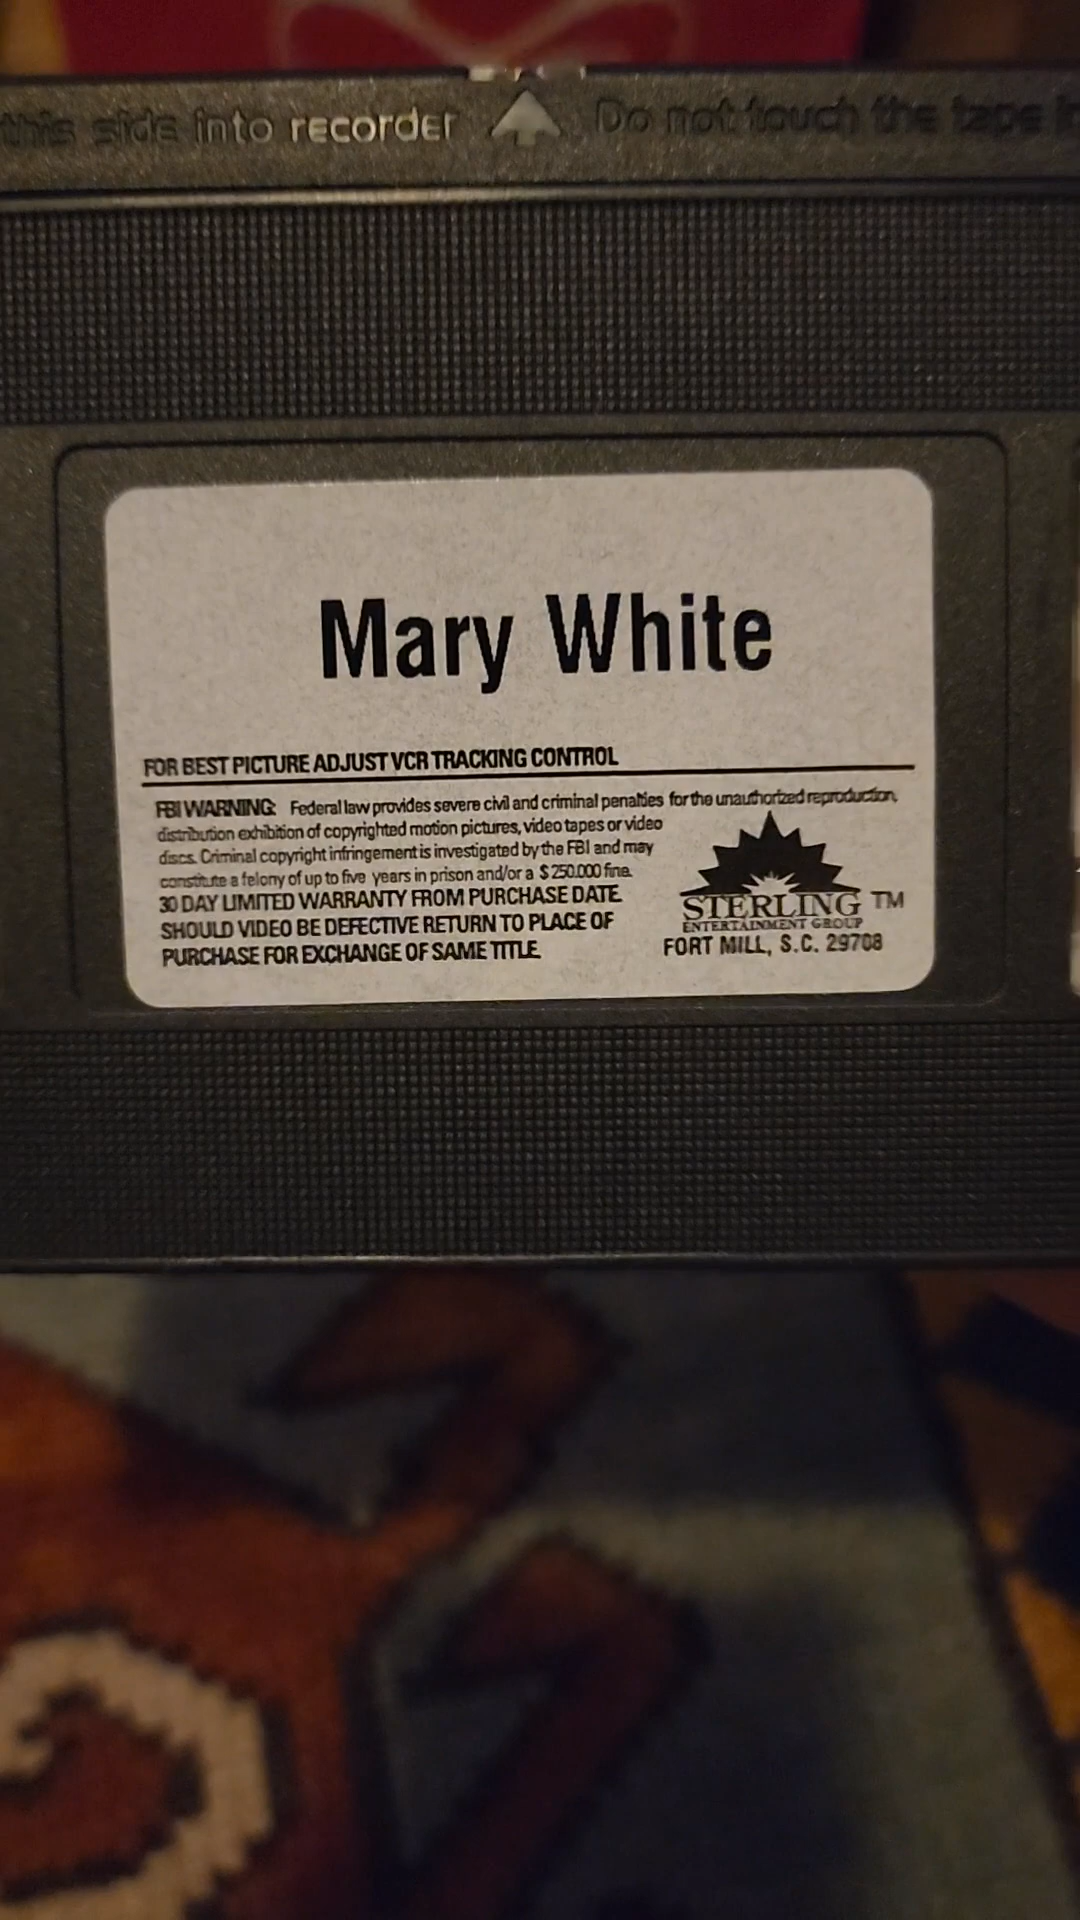 this side into recorder Do not touch the tape
Mary White
FOR BEST PICTURE ADJUST VCR TRACKING CONTROL
FBI WARNING: Federal law provides severe civil and criminal penalties for the unauthorized reproduction,
distribution exhibition of copyrighted motion pictures, video tapes or video
discs. Criminal copyright infringement is investigated by the FBI and may
constitute a felony of up to five years in prison and/or a $250.000 fine.
30 DAY LIMITED WARRANTY FROM PURCHASE DATE.
SHOULD VIDEO BE DEFECTIVE RETURN TO PLACE OF
PURCHASE FOR EXCHANGE OF SAME TITLE.
STERLING TM
ENTERTAINMENT GROUP
FORT MILL, S.C. 29708